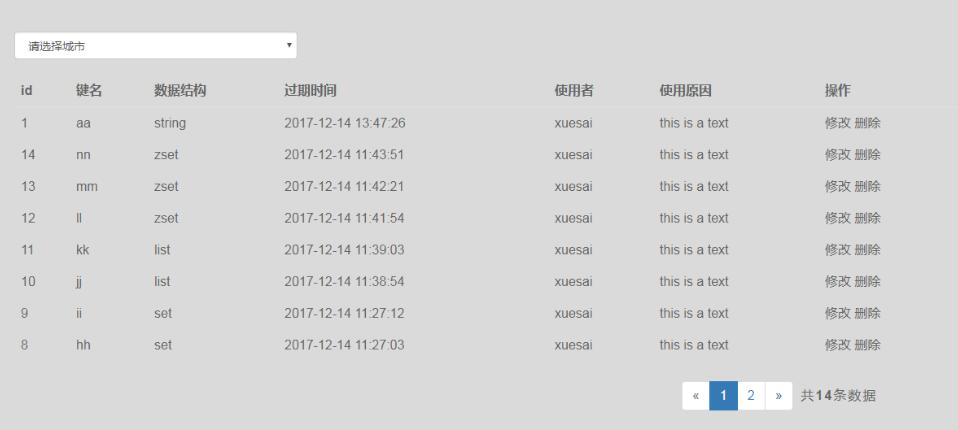 请选择城市
id 键名 数据结构 过期时间 使用者 使用原因 操作
1 aa string 2017-12-14 13:47:26 xuesai this is a text 修改 删除
14 nn zset 2017-12-14 11:43:51 xuesai this is a text 修改 删除
13 mm zset 2017-12-14 11:42:21 xuesai this is a text 修改 删除
12 ll zset 2017-12-14 11:41:54 xuesai this is a text 修改 删除
11 kk list 2017-12-14 11:39:03 xuesai this is a text 修改 删除
10 jj list 2017-12-14 11:38:54 xuesai this is a text 修改 删除
9 ii set 2017-12-14 11:27:12 xuesai this is a text 修改 删除
8 hh set 2017-12-14 11:27:03 xuesai this is a text 修改 删除
« 1 2 » 共14条数据